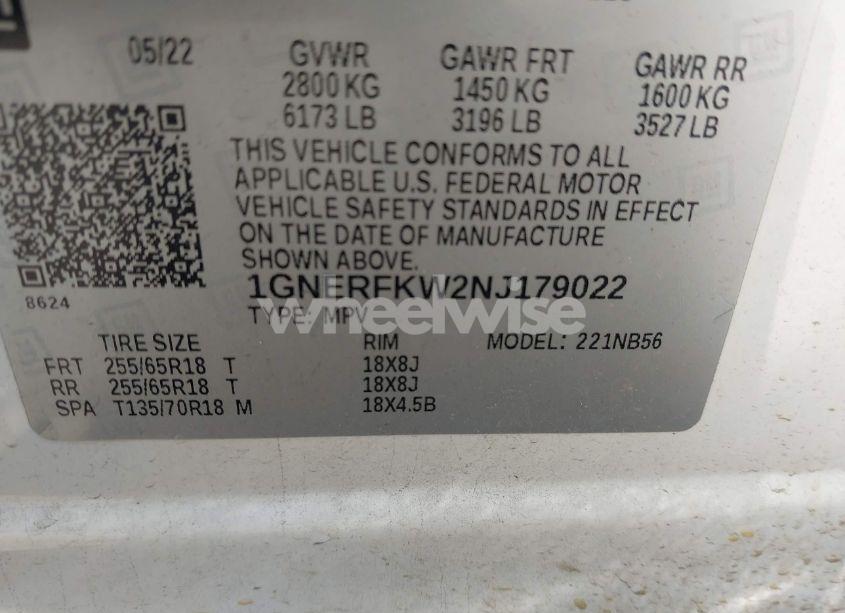 05/22 GVWR GAWR FRT GAWR RR
2800 KG 1450 KG 1600 KG
6173 LB 3196 LB 3527 LB
THIS VEHICLE CONFORMS TO ALL
APPLICABLE U.S. FEDERAL MOTOR
VEHICLE SAFETY STANDARDS IN EFFECT
ON THE DATE OF MANUFACTURE
SHOWN ABOVE.
1GNERFKW2NJ179022
8624
TYPE: MPV
wheelwise
TIRE SIZE RIM MODEL: 221NB56
FRT 255/65R18 T 18X8J
RR 255/65R18 T 18X8J
SPA T135/70R18 M 18X4.5B